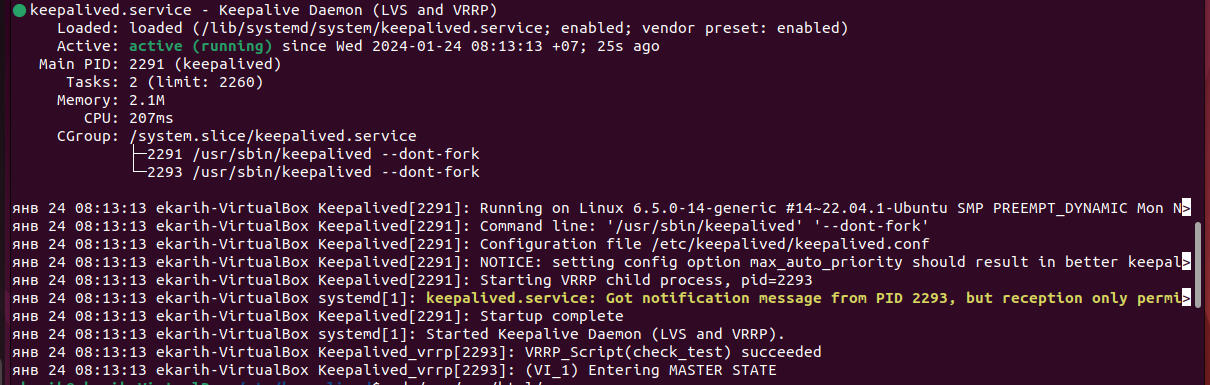 ● keepalived.service - Keepalive Daemon (LVS and VRRP)
Loaded: loaded (/lib/systemd/system/keepalived.service; enabled; vendor preset: enabled)
Active: active (running) since Wed 2024-01-24 08:13:13 +07; 25s ago
Main PID: 2291 (keepalived)
Tasks: 2 (limit: 2260)
Memory: 2.1M
CPU: 207ms
CGroup: /system.slice/keepalived.service
├─2291 /usr/sbin/keepalived --dont-fork
└─2293 /usr/sbin/keepalived --dont-fork
янв 24 08:13:13 ekarih-VirtualBox Keepalived[2291]: Running on Linux 6.5.0-14-generic #14~22.04.1-Ubuntu SMP PREEMPT_DYNAMIC Mon N>
янв 24 08:13:13 ekarih-VirtualBox Keepalived[2291]: Command line: '/usr/sbin/keepalived' '--dont-fork'
янв 24 08:13:13 ekarih-VirtualBox Keepalived[2291]: Configuration file /etc/keepalived/keepalived.conf
янв 24 08:13:13 ekarih-VirtualBox Keepalived[2291]: NOTICE: setting config option max_auto_priority should result in better keepal>
янв 24 08:13:13 ekarih-VirtualBox Keepalived[2291]: Starting VRRP child process, pid=2293
янв 24 08:13:13 ekarih-VirtualBox systemd[1]: keepalived.service: Got notification message from PID 2293, but reception only permi>
янв 24 08:13:13 ekarih-VirtualBox Keepalived[2291]: Startup complete
янв 24 08:13:13 ekarih-VirtualBox systemd[1]: Started Keepalive Daemon (LVS and VRRP).
янв 24 08:13:13 ekarih-VirtualBox Keepalived_vrrp[2293]: VRRP_Script(check_test) succeeded
янв 24 08:13:13 ekarih-VirtualBox Keepalived_vrrp[2293]: (VI_1) Entering MASTER STATE